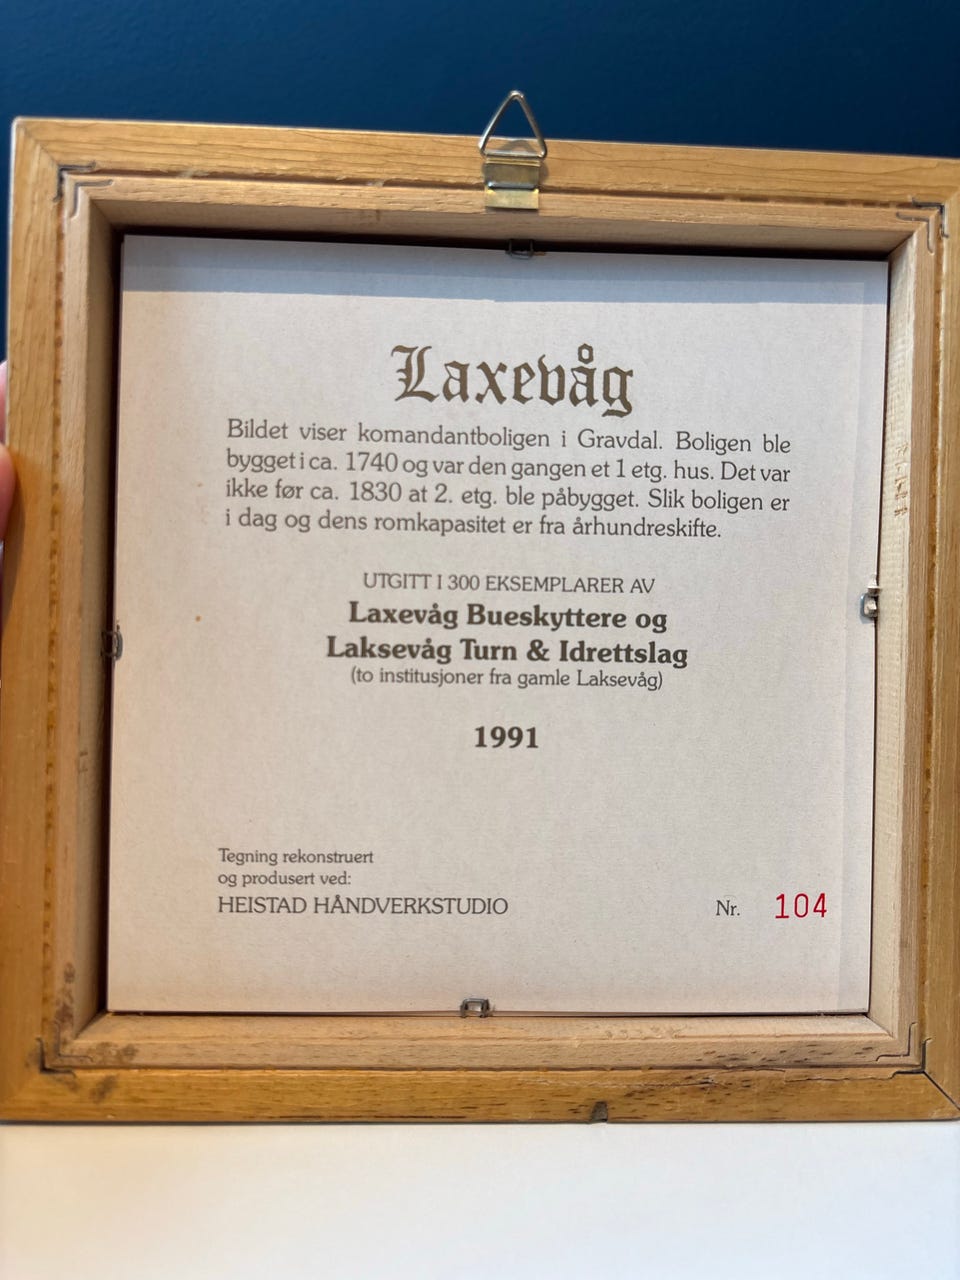 Laxevåg
Bildet viser komandantboligen i Gravdal. Boligen ble
bygget i ca. 1740 og var den gangen et 1 etg. hus. Det var
ikke før ca. 1830 at 2. etg. ble påbygget. Slik boligen er
i dag og dens romkapasitet er fra århundreskifte.
UTGITT I 300 EKSEMPLARER AV
Laxevåg Bueskyttere og
Laksevåg Turn & Idrettslag
(to institusjoner fra gamle Laksevåg)
1991
Tegning rekonstruert
og produsert ved:
HEISTAD HÅNDVERKSTUDIO
Nr. 104